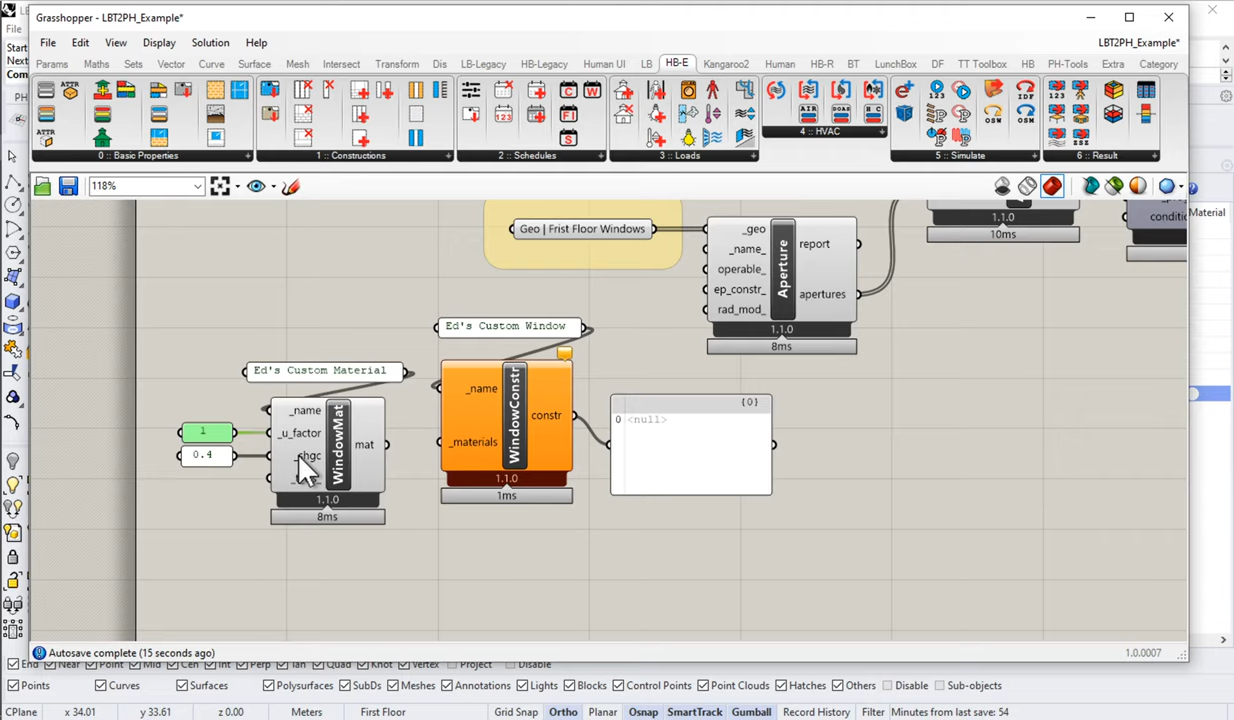 Grasshopper - LBT2PH_Example*
File Edit View Display Solution Help
LBT2PH_Example*
Params Maths Sets Vector Curve Surface Mesh Intersect Transform Dis LB-Legacy HB-Legacy Human UI LB HB-E Kangaroo2 Human HB-R BT LunchBox DF TT Toolbox HB PH-Tools Extra Category
0 :: Basic Properties
1 :: Constructions
2 :: Schedules
3 :: Loads
4 :: HVAC
5 :: Simulate
6 :: Result
118%
File
Start
Next
Com
PH
Material
Geo | Frist Floor Windows
_geo
_name_
operable_
ep_constr_
rad_mod_
Aperture
report
apertures
1.1.0
8ms
1.1.0
10ms
conditi
Ed's Custom Window
Ed's Custom Material
_name
_materials
WindowConstr
constr
1.1.0
1ms
{0}
0 <null>
1
0.4
_name
_u_factor
_shgc
WindowMat
mat
1.1.0
8ms
Autosave complete (15 seconds ago)
1.0.0007
End Near Point Mid Cen Int Perp Tan Quad Knot Vertex Project Disable
Points Curves Surfaces Polysurfaces SubDs Meshes Annotations Lights Blocks Control Points Point Clouds Hatches Others Disable Sub-objects
CPlane x 34.01 y 33.61 z 0.00 Meters First Floor Grid Snap Ortho Planar Osnap SmartTrack Gumball Record History Filter Minutes from last save: 54